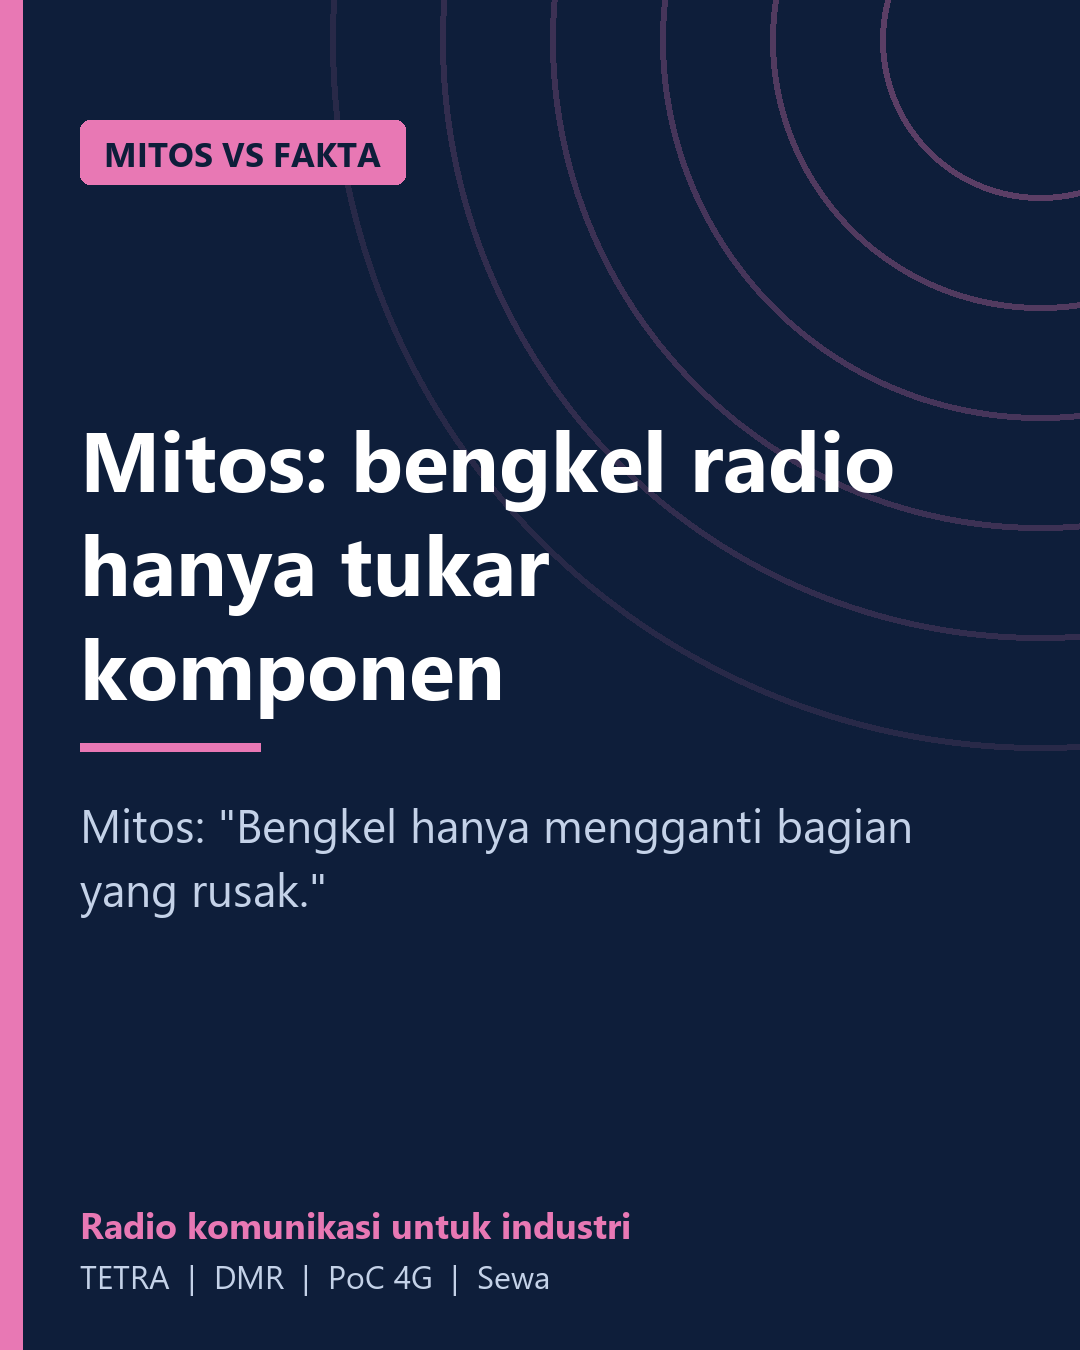 MITOS VS FAKTA
Mitos: bengkel radio
hanya tukar
komponen
Mitos: "Bengkel hanya mengganti bagian
yang rusak."
Radio komunikasi untuk industri
TETRA | DMR | PoC 4G | Sewa